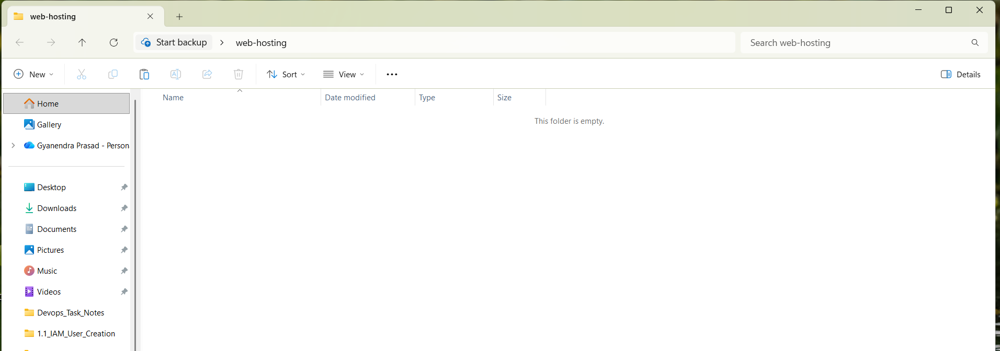 web-hosting
Start backup > web-hosting
Search web-hosting
New
Sort
View
Details
Home
Gallery
Gyanendra Prasad - Person
Desktop
Downloads
Documents
Pictures
Music
Videos
Devops_Task_Notes
1.1_IAM_User_Creation
Name
Date modified
Type
Size
This folder is empty.